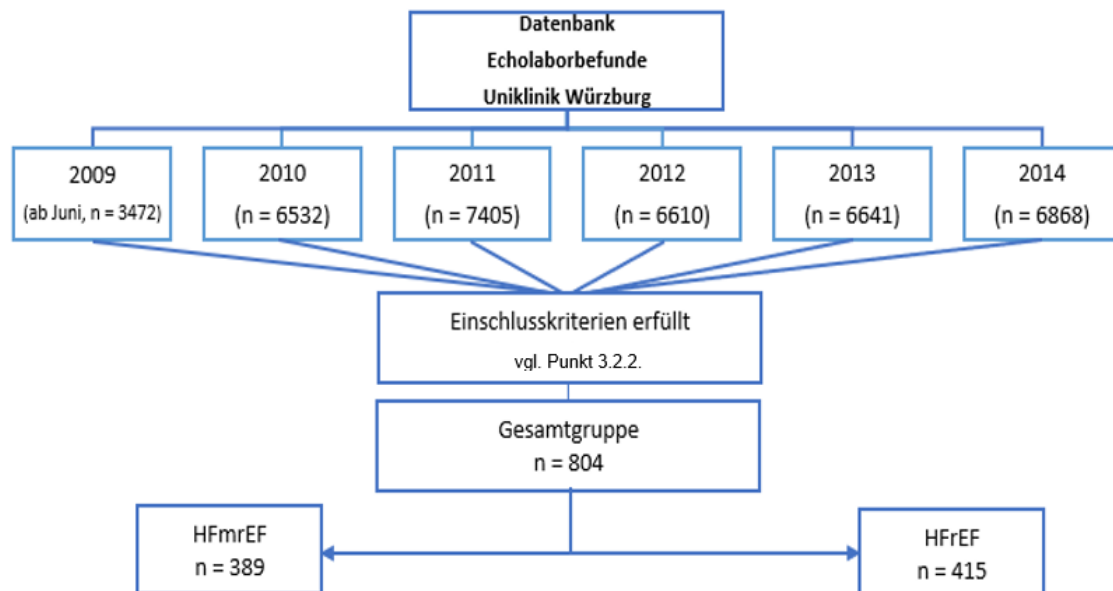 Datenbank
Echolaborbefunde
Uniklinik Würzburg
2009
(ab Juni, n = 3472)
2010
(n = 6532)
2011
(n = 7405)
2012
(n = 6610)
2013
(n = 6641)
2014
(n = 6868)
Einschlusskriterien erfüllt
vgl. Punkt 3.2.2.
Gesamtgruppe
n = 804
HFmrEF
n = 389
HFrEF
n = 415